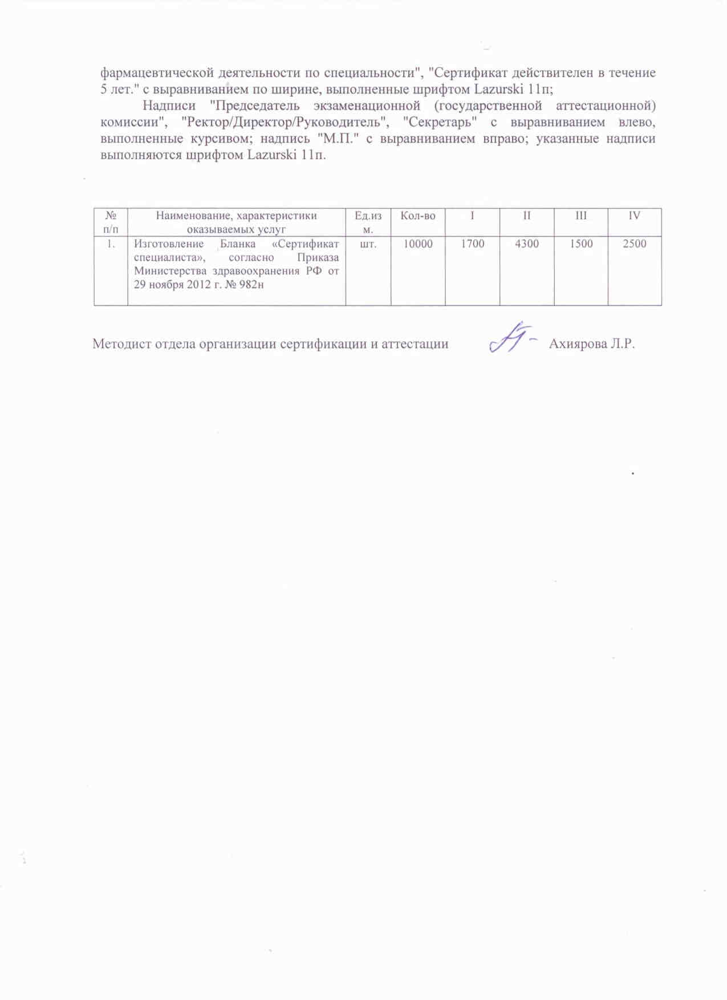 фармацевтической деятельности по специальности", "Сертификат действителен в течение
5 лет." с выравниванием по ширине, выполненные шрифтом Lazurski 11п;
Надписи "Председатель экзаменационной (государственной аттестационной)
комиссии", "Ректор/Директор/Руководитель", "Секретарь" с выравниванием влево,
выполненные курсивом; надпись "М.П." с выравниванием вправо; указанные надписи
выполняются шрифтом Lazurski 11п.
№ п/п
Наименование, характеристики
оказываемых услуг
Ед.из
м.
Кол-во
I
II
III
IV
1.
Изготовление Бланка «Сертификат
специалиста», согласно Приказа
Министерства здравоохранения РФ от
29 ноября 2012 г. № 982н
шт.
10000
1700
4300
1500
2500
Методист отдела организации сертификации и аттестации Ахиярова Л.Р.